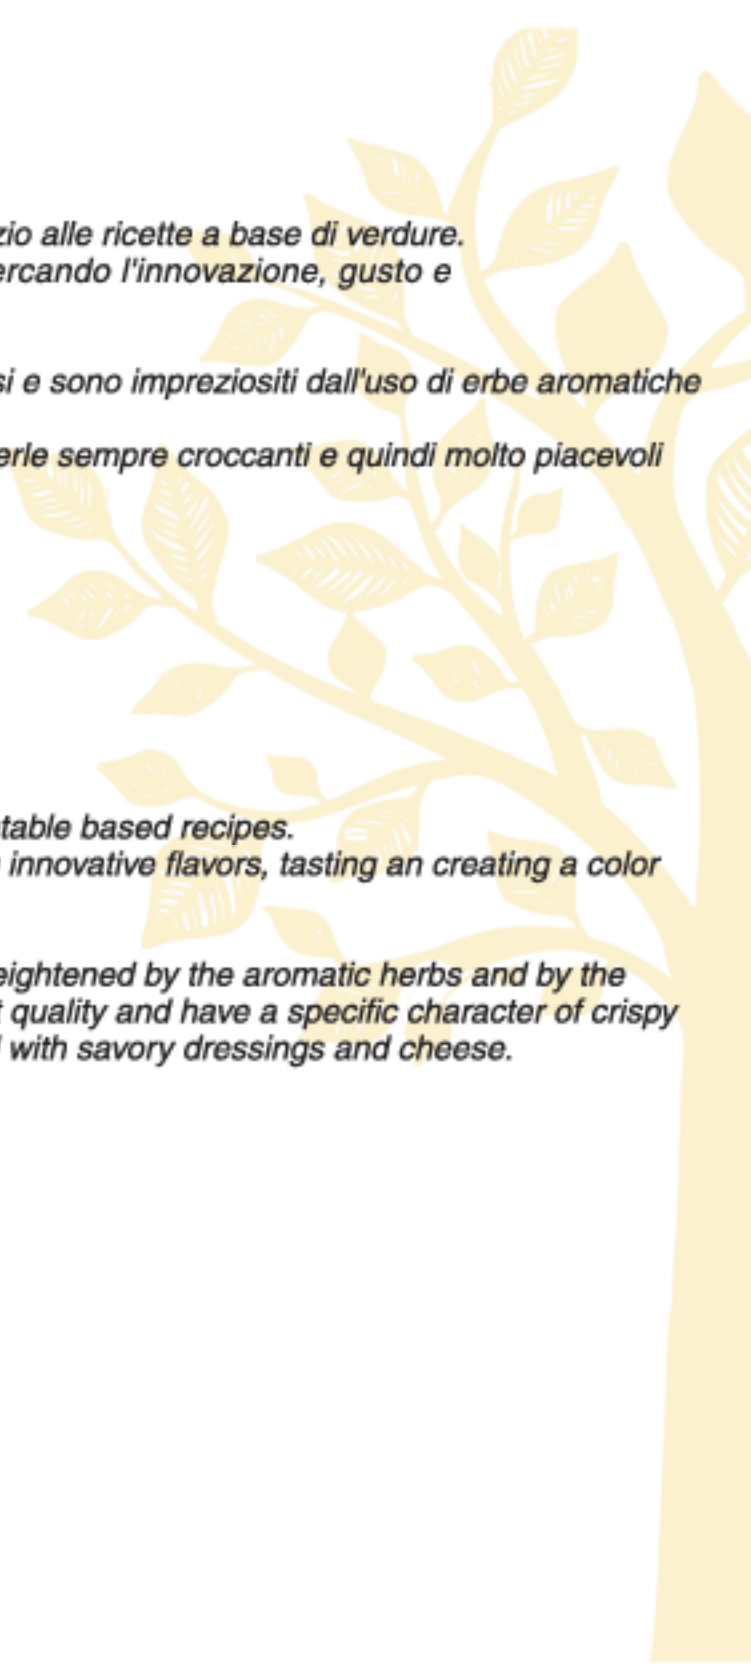 zio alle ricette a base di verdure.
ercando l'innovazione, gusto e
si e sono impreziositi dall'uso di erbe aromatiche
erle sempre croccanti e quindi molto piacevoli
table based recipes.
innovative flavors, tasting an creating a color
eightened by the aromatic herbs and by the
t quality and have a specific character of crispy
with savory dressings and cheese.